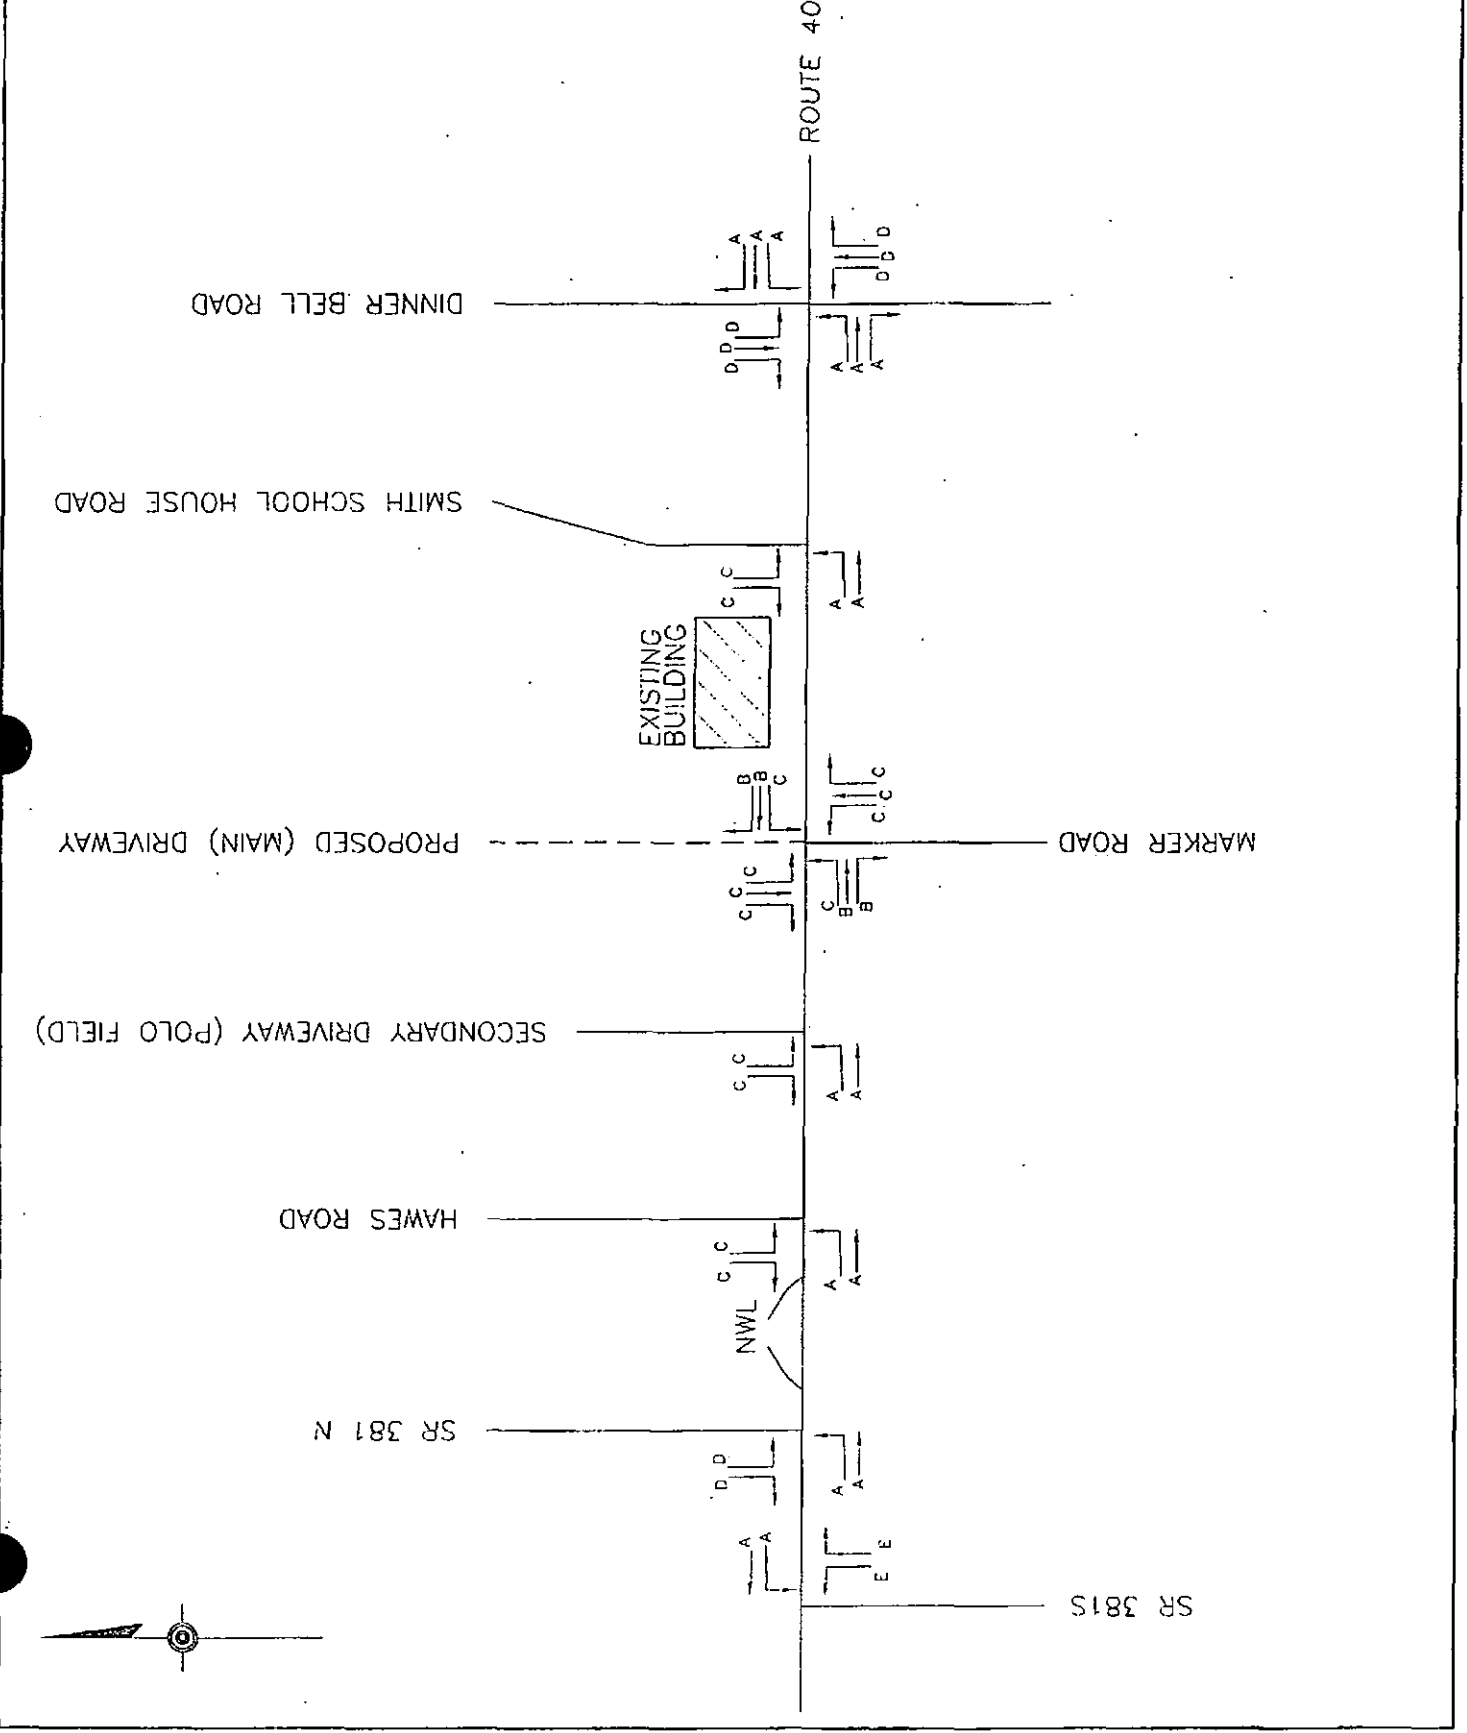 ROUTE 40
DINNER BELL ROAD
A
A
A
D D D
D D D
A
A
A
SMITH SCHOOL HOUSE ROAD
C C
A
A
EXISTING
BUILDING
PROPOSED (MAIN) DRIVEWAY
B
B
C
C C C
C C C
C
B
B
MARKER ROAD
SECONDARY DRIVEWAY (POLO FIELD)
C C
A
A
HAWES ROAD
C C
A
A
NWL
SR 381 N
D D
A
A
A
A
E E
SR 381S